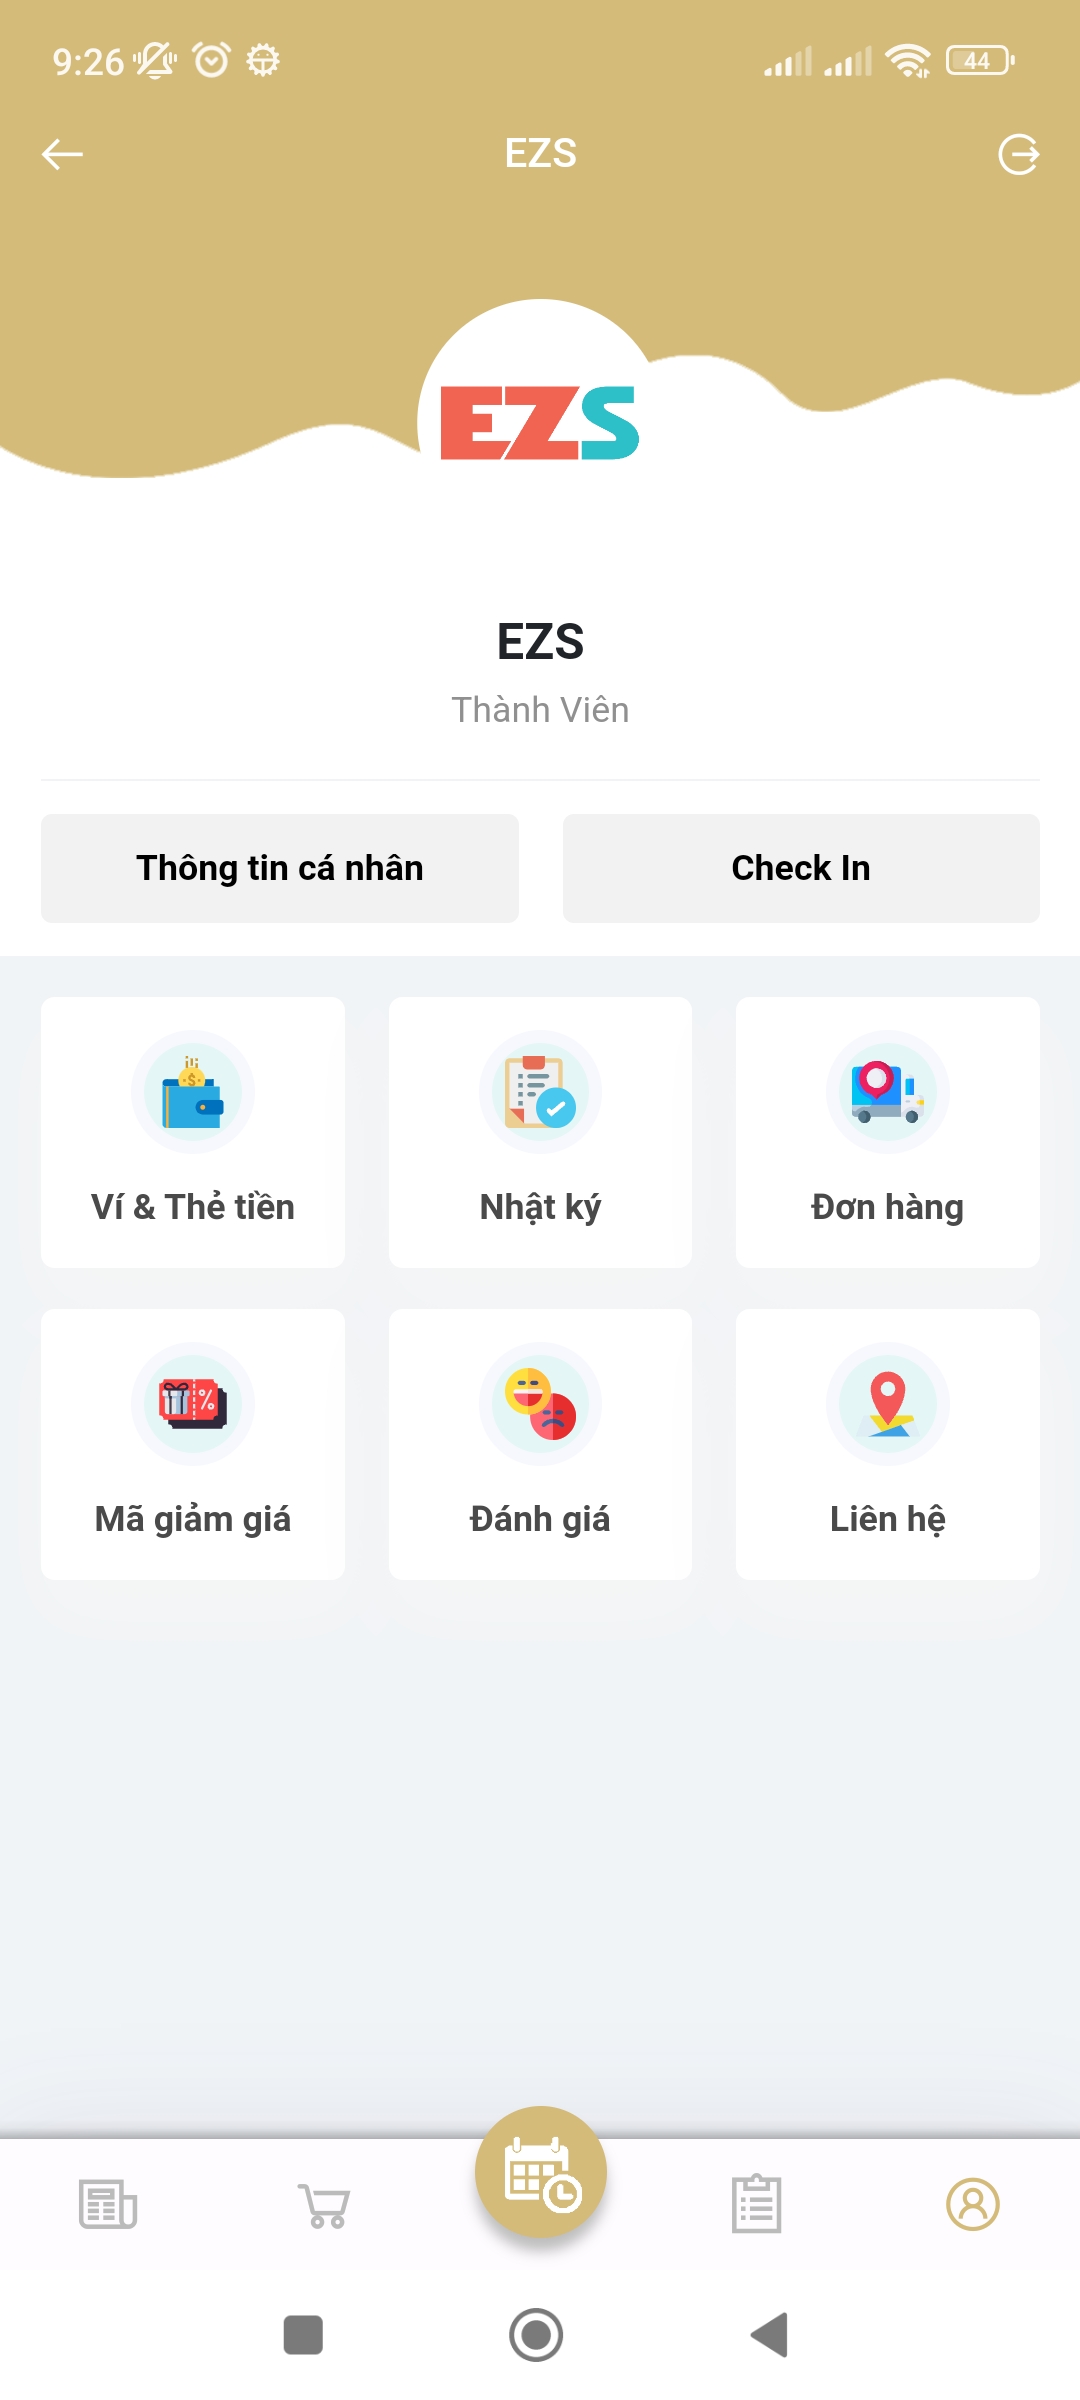 9:26
44
EZS
EZS
EZS
Thành Viên
Thông tin cá nhân
Check In
Ví & Thẻ tiền
Nhật ký
Đơn hàng
Mã giảm giá
Đánh giá
Liên hệ